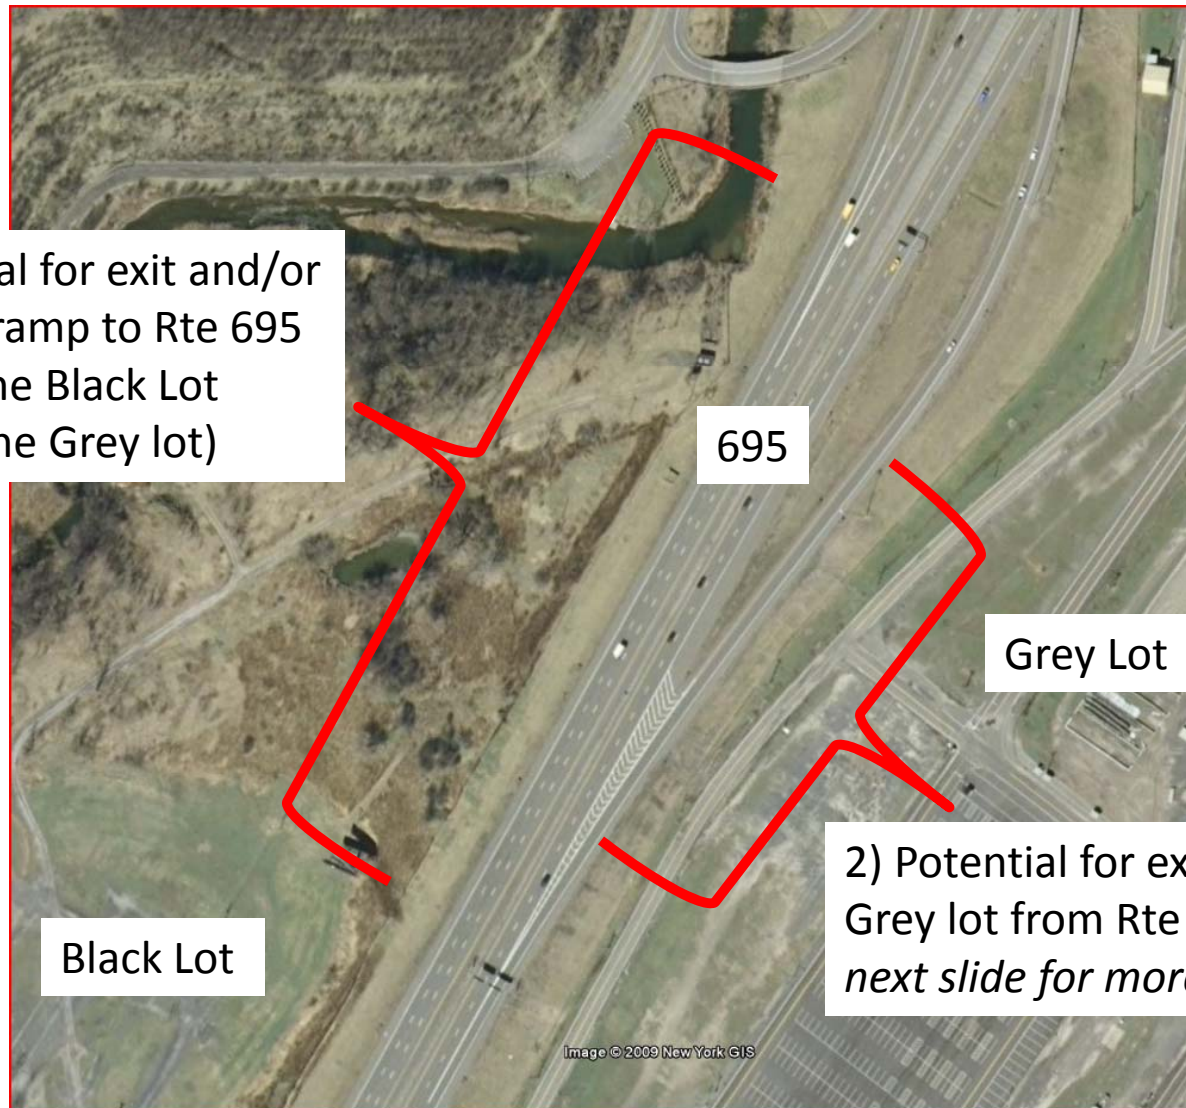 al for exit and/or
ramp to Rte 695
he Black Lot
he Grey lot)
695
Grey Lot
2) Potential for ex
Grey lot from Rte
next slide for more
Black Lot
Image © 2009 New York GIS